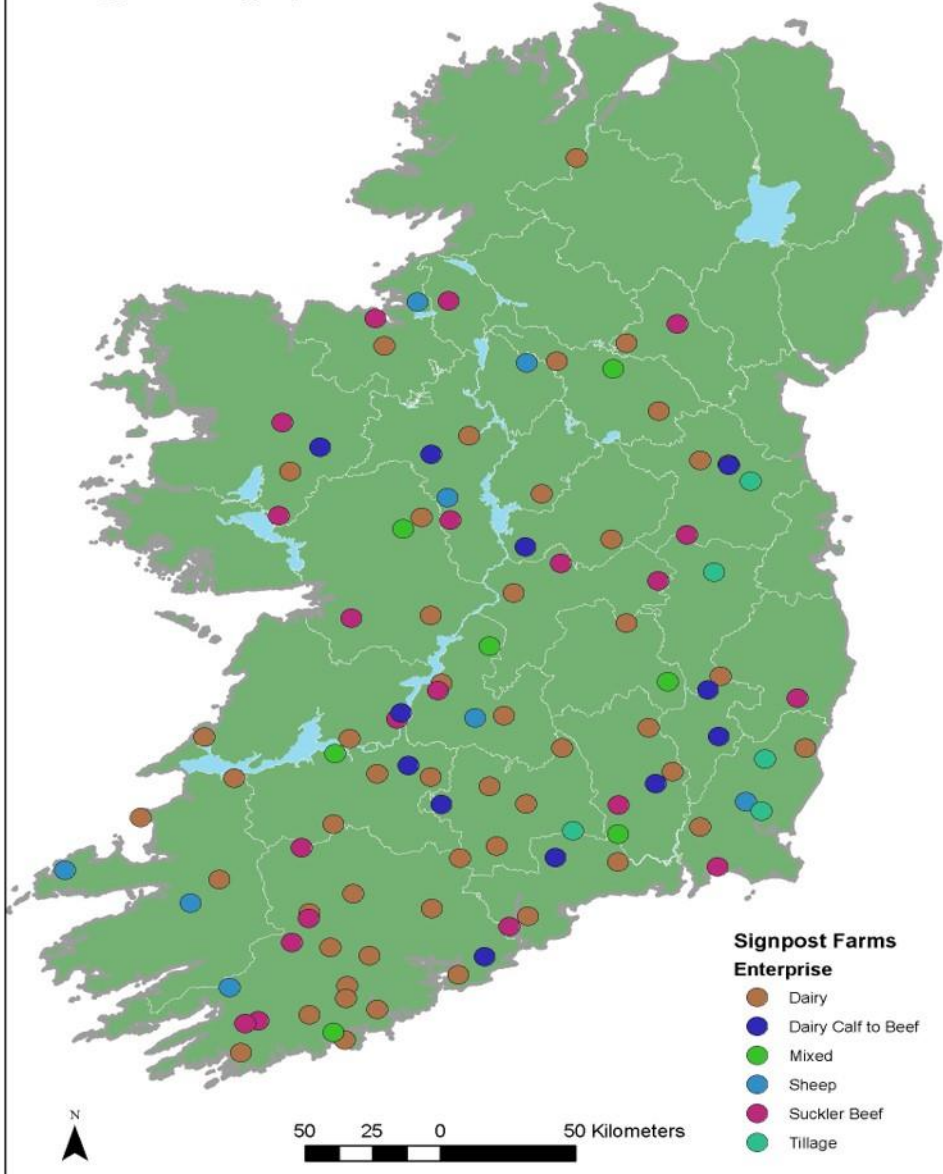 Signpost Farms
Enterprise
Dairy
Dairy Calf to Beef
Mixed
Sheep
Suckler Beef
Tillage
N
50 25 0 50 Kilometers